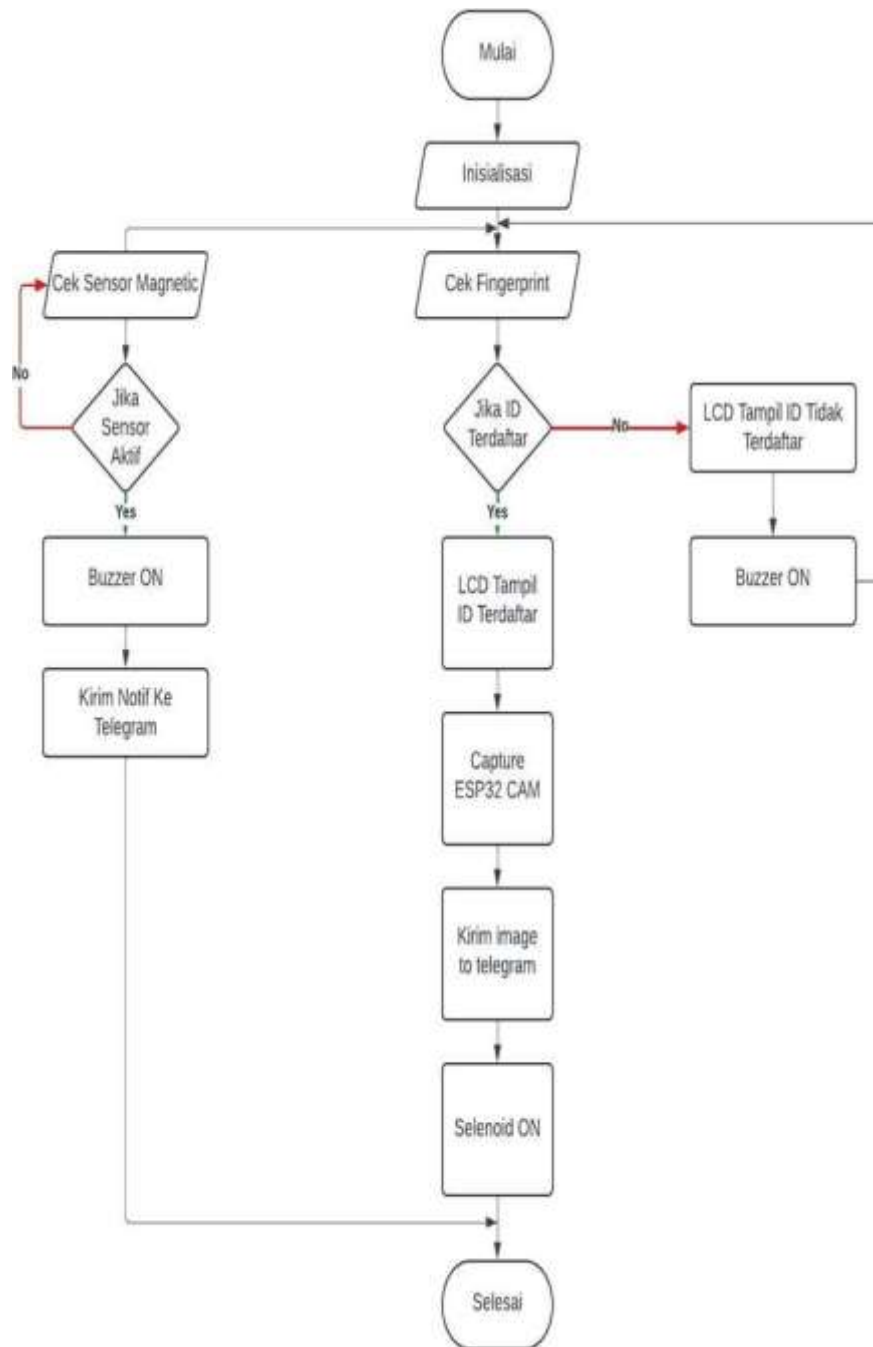 Mulai
Inisialisasi
Cek Sensor Magnetic
Cek Fingerprint
No
Jika
Sensor
Aktif
Jika ID
Terdaftar
No
LCD Tampil ID Tidak
Terdaftar
Yes
Yes
Buzzer ON
LCD Tampil
ID Terdaftar
Buzzer ON
Kirim Notif Ke
Telegram
Capture
ESP32 CAM
Kirim image
to telegram
Selenoid ON
Selesai